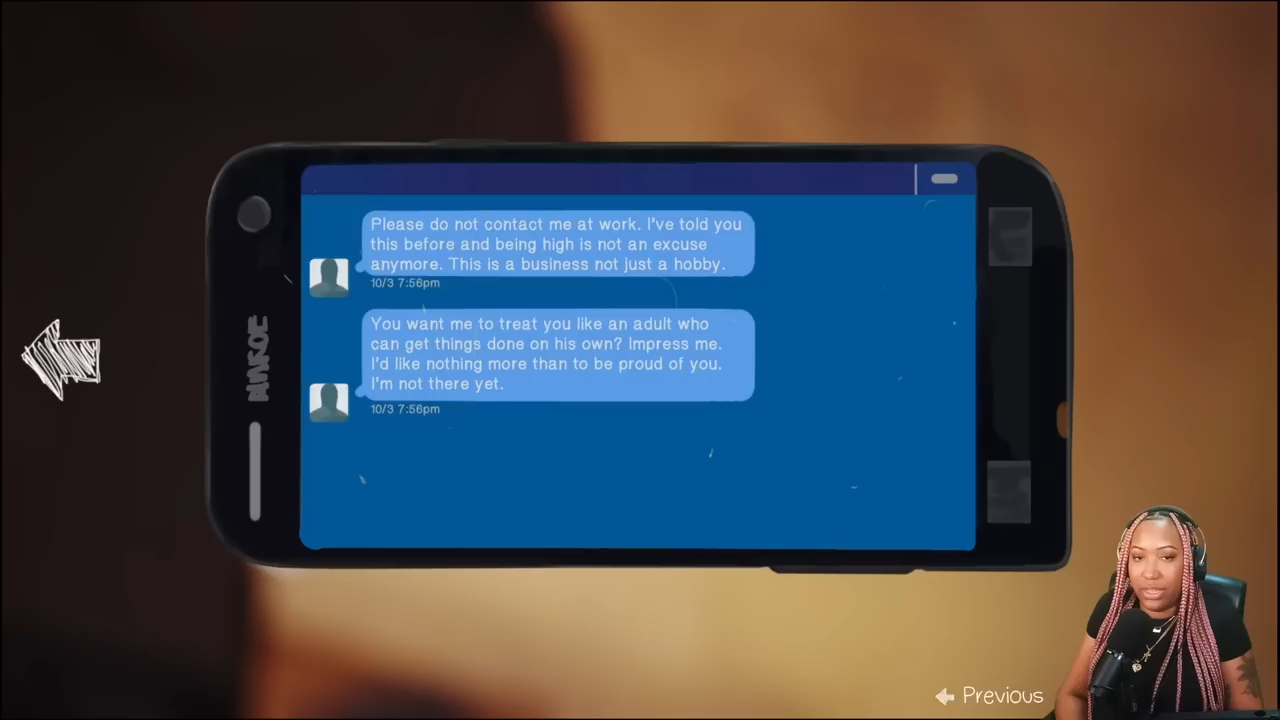 Please do not contact me at work. I've told you
this before and being high is not an excuse
anymore. This is a business not just a hobby.
10/3 7:56pm
You want me to treat you like an adult who
can get things done on his own? Impress me.
I'd like nothing more than to be proud of you.
I'm not there yet.
10/3 7:56pm
Previous